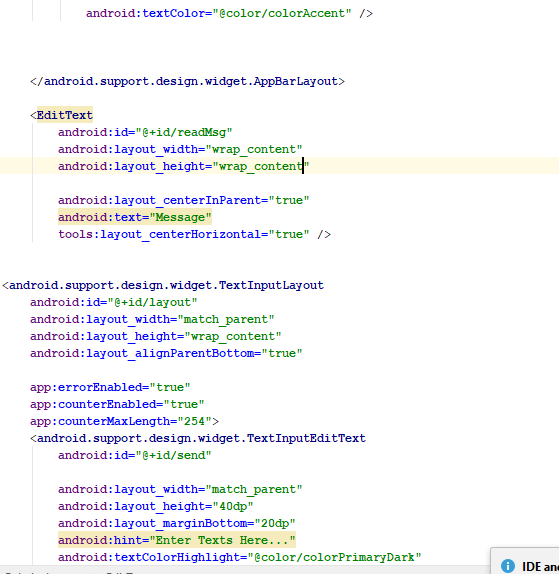 android:textColor="@color/colorAccent" />
</android.support.design.widget.AppBarLayout>
<EditText
android:id="@+id/readMsg"
android:layout_width="wrap_content"
android:layout_height="wrap_content"
android:layout_centerInParent="true"
android:text="Message"
tools:layout_centerHorizontal="true" />
<android.support.design.widget.TextInputLayout
android:id="@+id/layout"
android:layout_width="match_parent"
android:layout_height="wrap_content"
android:layout_alignParentBottom="true"
app:errorEnabled="true"
app:counterEnabled="true"
app:counterMaxLength="254">
<android.support.design.widget.TextInputEditText
android:id="@+id/send"
android:layout_width="match_parent"
android:layout_height="40dp"
android:layout_marginBottom="20dp"
android:hint="Enter Texts Here..."
android:textColorHighlight="@color/colorPrimaryDark"
IDE an